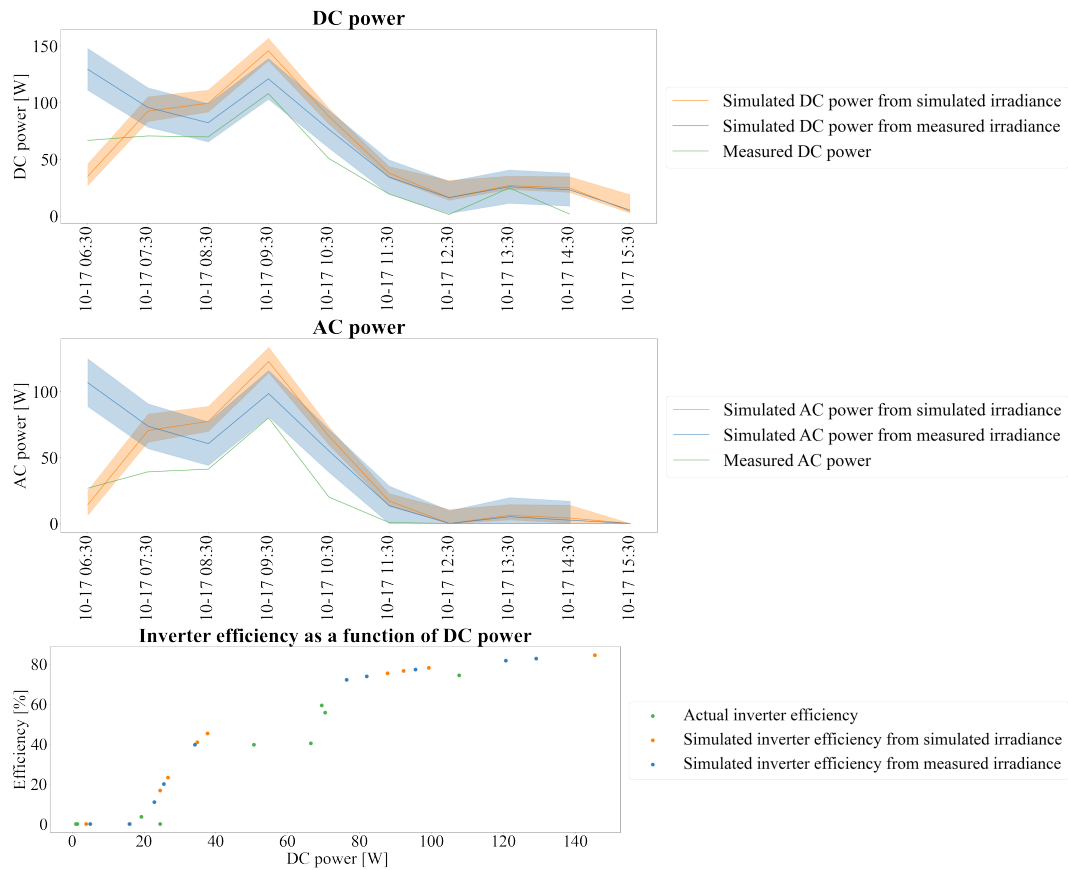 DC power
DC power [W]
150
100
50
0
10-17 06:30
10-17 07:30
10-17 08:30
10-17 09:30
10-17 10:30
10-17 11:30
10-17 12:30
10-17 13:30
10-17 14:30
10-17 15:30
Simulated DC power from simulated irradiance
Simulated DC power from measured irradiance
Measured DC power
AC power
AC power [W]
100
50
0
10-17 06:30
10-17 07:30
10-17 08:30
10-17 09:30
10-17 10:30
10-17 11:30
10-17 12:30
10-17 13:30
10-17 14:30
10-17 15:30
Simulated AC power from simulated irradiance
Simulated AC power from measured irradiance
Measured AC power
Inverter efficiency as a function of DC power
Efficiency [%]
80
60
40
20
0
0 20 40 60 80 100 120 140
DC power [W]
Actual inverter efficiency
Simulated inverter efficiency from simulated irradiance
Simulated inverter efficiency from measured irradiance